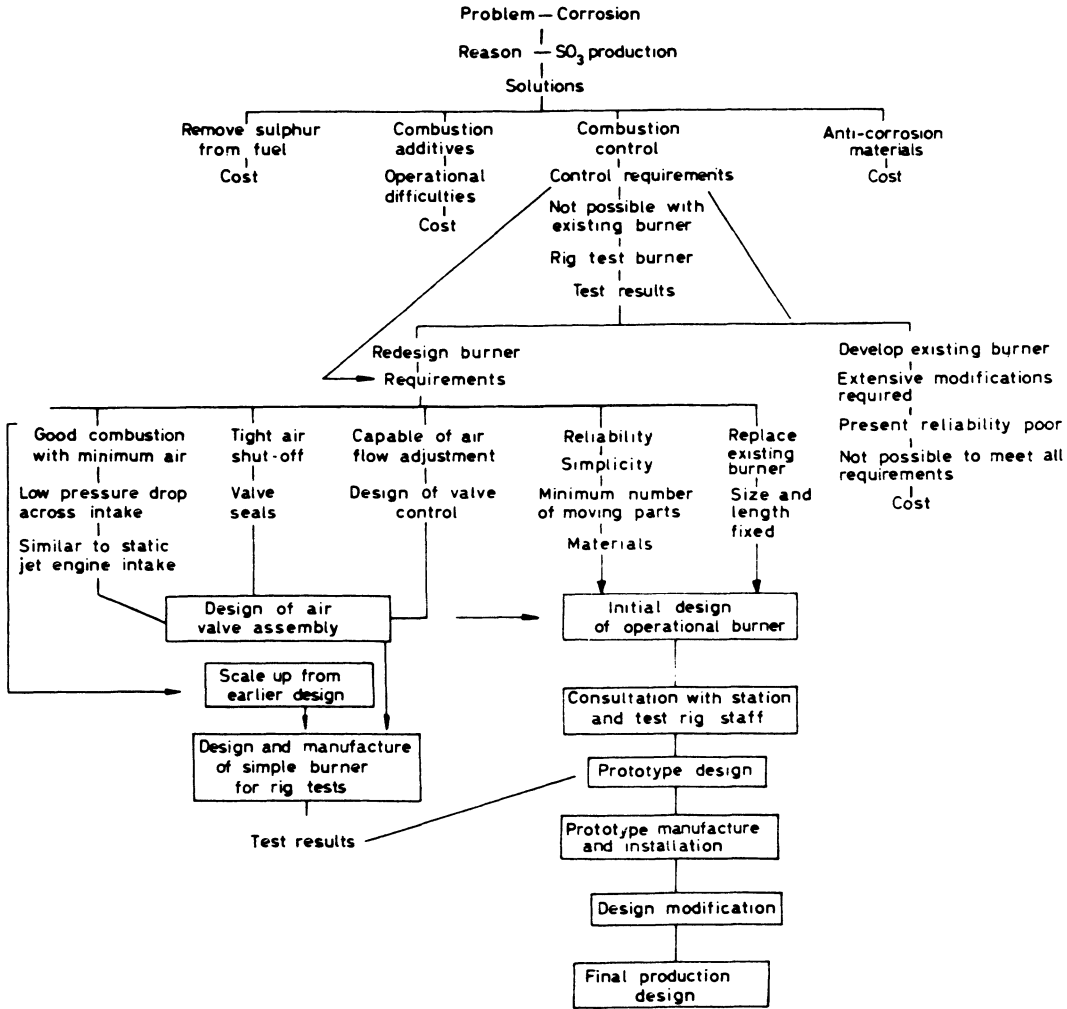 Problem – Corrosion
Reason – SO3 production
Solutions
Remove sulphur
from fuel
Cost
Combustion
additives
Operational
difficulties
Cost
Combustion
control
Control requirements
Not possible with
existing burner
Rig test burner
Test results
Anti-corrosion
materials
Cost
Redesign burner
Requirements
Develop existing burner
Extensive modifications
required
Present reliability poor
Not possible to meet all
requirements
Cost
Good combustion
with minimum air
Low pressure drop
across intake
Similar to static
jet engine intake
Tight air
shut-off
Valve
seals
Capable of air
flow adjustment
Design of valve
control
Reliability
Simplicity
Minimum number
of moving parts
Materials
Replace
existing
burner
Size and
length
fixed
Design of air
valve assembly
Initial design
of operational burner
Scale up from
earlier design
Consultation with station
and test rig staff
Design and manufacture
of simple burner
for rig tests
Prototype design
Test results
Prototype manufacture
and installation
Design modification
Final production
design